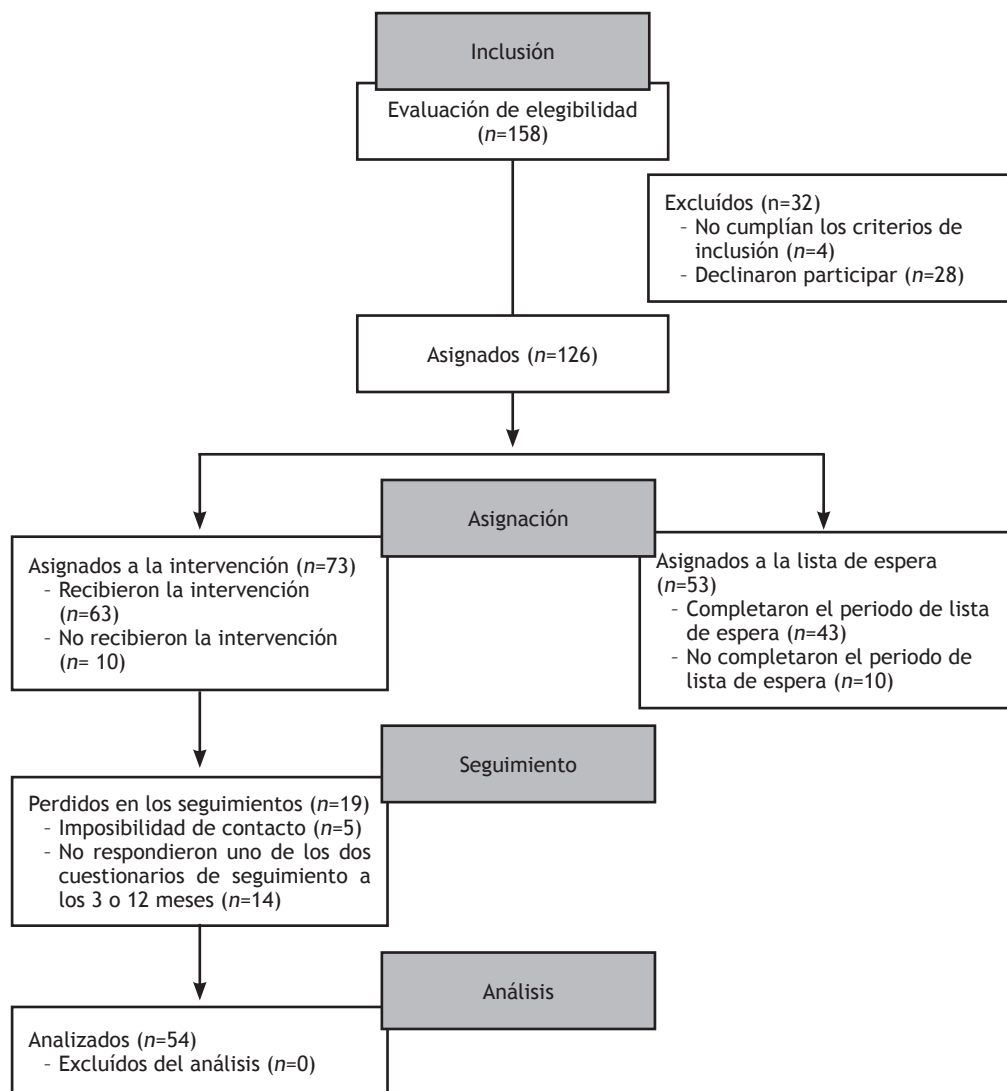 Inclusión
Evaluación de elegibilidad
(n=158)
Excluídos (n=32)
- No cumplían los criterios de
inclusión (n=4)
- Declinaron participar (n=28)
Asignados (n=126)
Asignación
Asignados a la intervención (n=73)
- Recibieron la intervención
(n=63)
- No recibieron la intervención
(n= 10)
Asignados a la lista de espera
(n=53)
- Completaron el periodo de lista
de espera (n=43)
- No completaron el periodo de
lista de espera (n=10)
Seguimiento
Perdidos en los seguimientos (n=19)
- Imposibilidad de contacto (n=5)
- No respondieron uno de los dos
cuestionarios de seguimiento a
los 3 o 12 meses (n=14)
Análisis
Analizados (n=54)
- Excluídos del análisis (n=0)